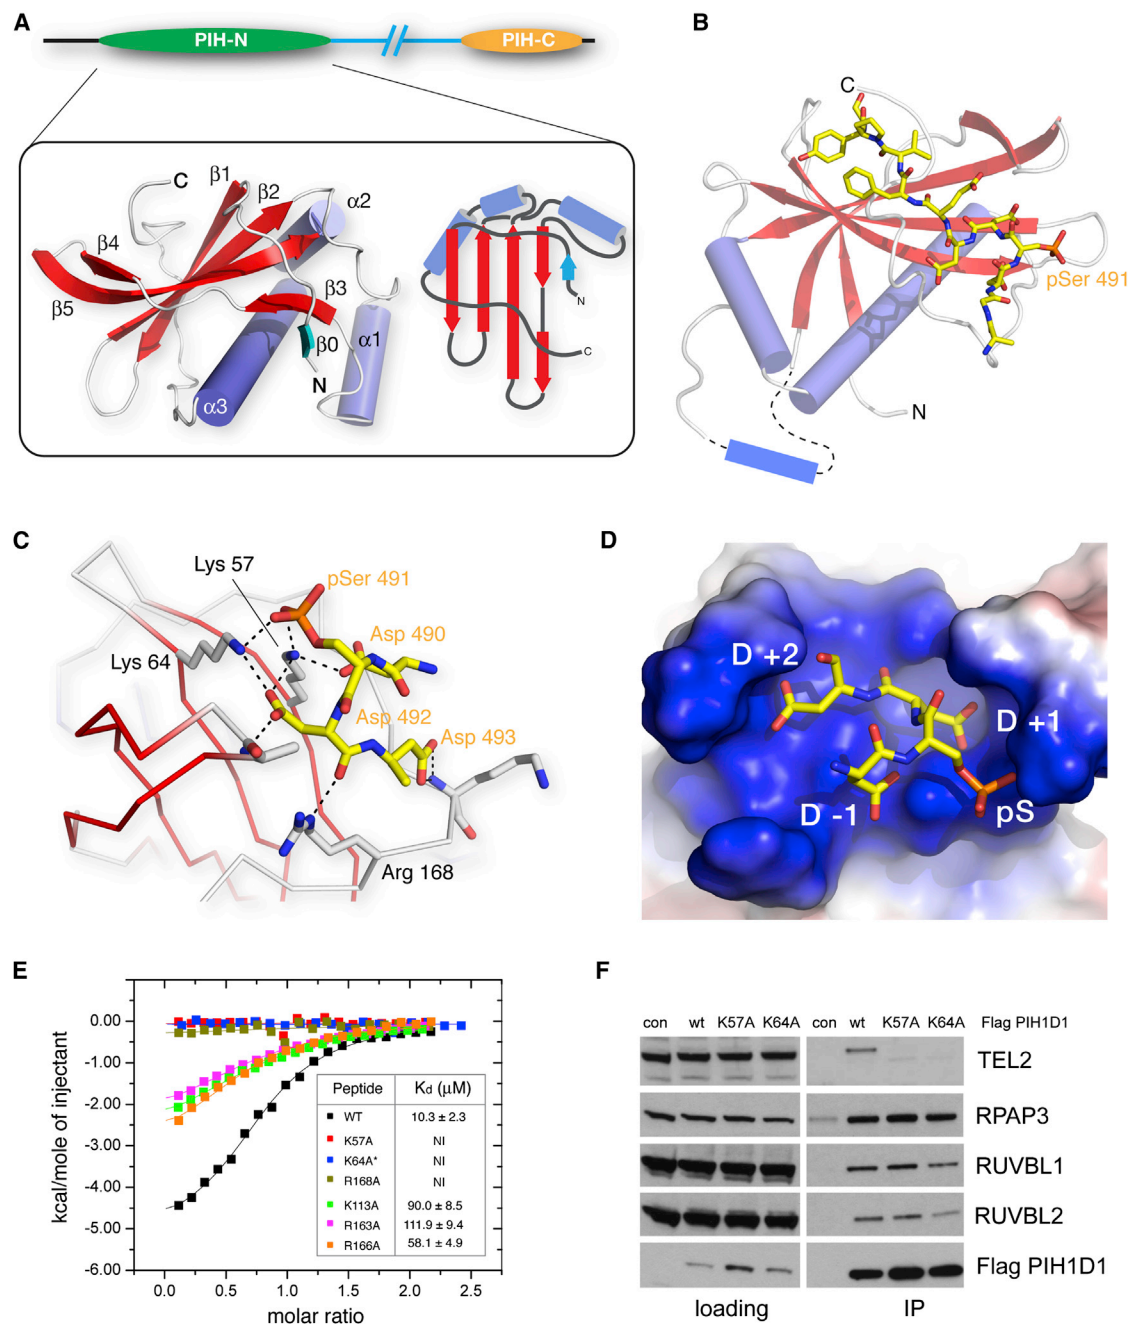 A
PIH-N
PIH-C
C
β1
β2
α2
β4
β5
β3
β0
α1
N
α3
N
C
B
C
pSer 491
N
C
Lys 57
pSer 491
Asp 490
Lys 64
Asp 492
Asp 493
Arg 168
D
D +2
D +1
D -1
pS
E
kcal/mole of injectant
0.00
-1.00
-2.00
-3.00
-4.00
-5.00
-6.00
Peptide Kd (μM)
WT 10.3 ± 2.3
K57A NI
K64A* NI
R168A NI
K113A 90.0 ± 8.5
R163A 111.9 ± 9.4
R166A 58.1 ± 4.9
0.0 0.5 1.0 1.5 2.0 2.5
molar ratio
F
con wt K57A K64A con wt K57A K64A Flag PIH1D1
TEL2
RPAP3
RUVBL1
RUVBL2
Flag PIH1D1
loading IP